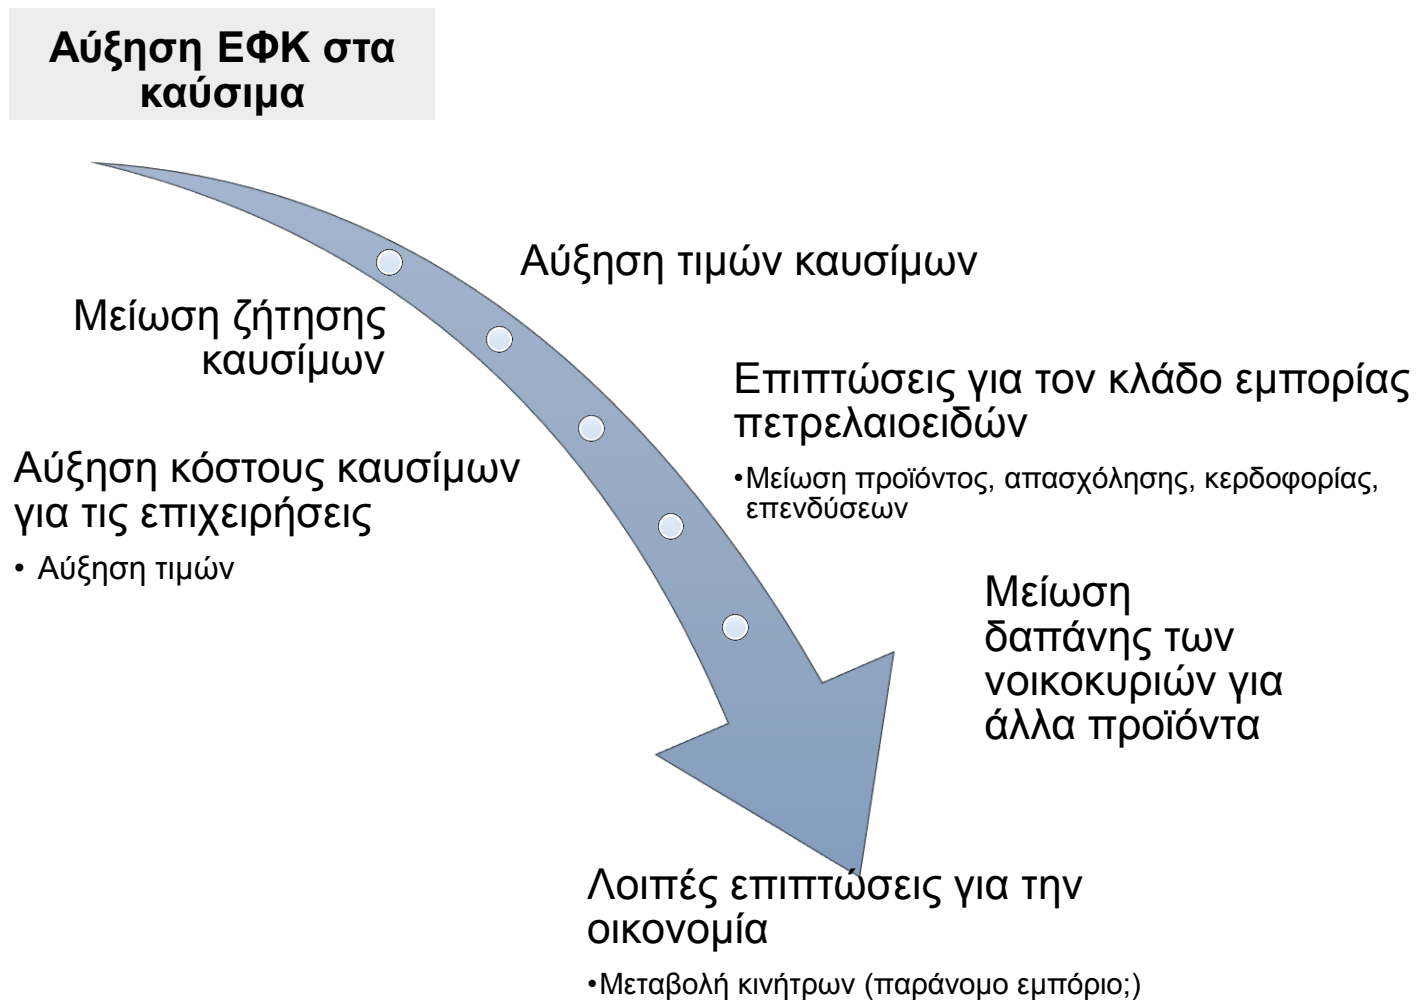 Αύξηση ΕΦΚ στα
καύσιμα
Αύξηση τιμών καυσίμων
Μείωση ζήτησης
καυσίμων
Επιπτώσεις για τον κλάδο εμπορίας
πετρελαιοειδών
•Μείωση προϊόντος, απασχόλησης, κερδοφορίας,
επενδύσεων
Αύξηση κόστους καυσίμων
για τις επιχειρήσεις
• Αύξηση τιμών
Μείωση
δαπάνης των
νοικοκυριών για
άλλα προϊόντα
Λοιπές επιπτώσεις για την
οικονομία
•Μεταβολή κινήτρων (παράνομο εμπόριο;)